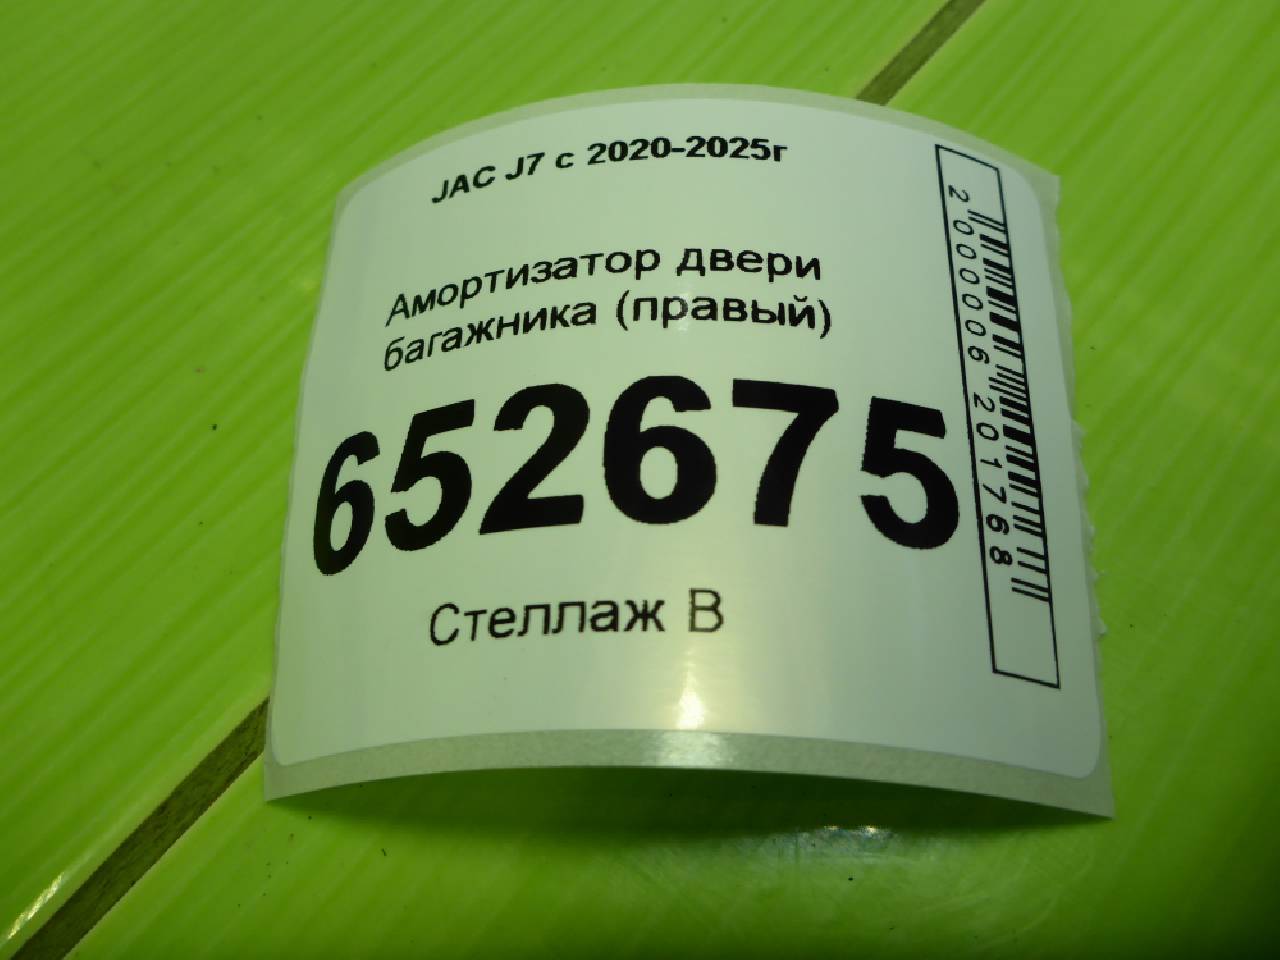 JAC J7 с 2020-2025г
Амортизатор двери
багажника (правый)
652675
Стеллаж В
2000006201768